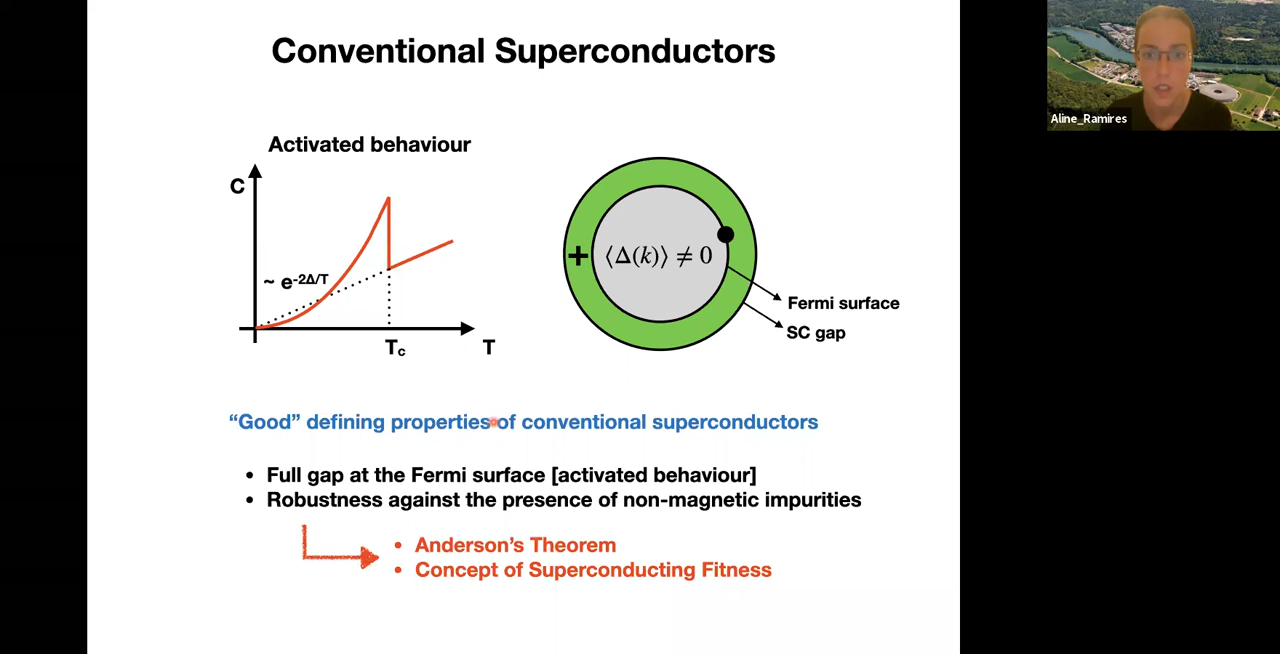 Conventional Superconductors
Aline_Ramires
Activated behaviour
C
~ e-2Δ/T
Tc
T
+
⟨Δ(k)⟩ ≠ 0
Fermi surface
SC gap
“Good” defining properties of conventional superconductors
• Full gap at the Fermi surface [activated behaviour]
• Robustness against the presence of non-magnetic impurities
• Anderson’s Theorem
• Concept of Superconducting Fitness